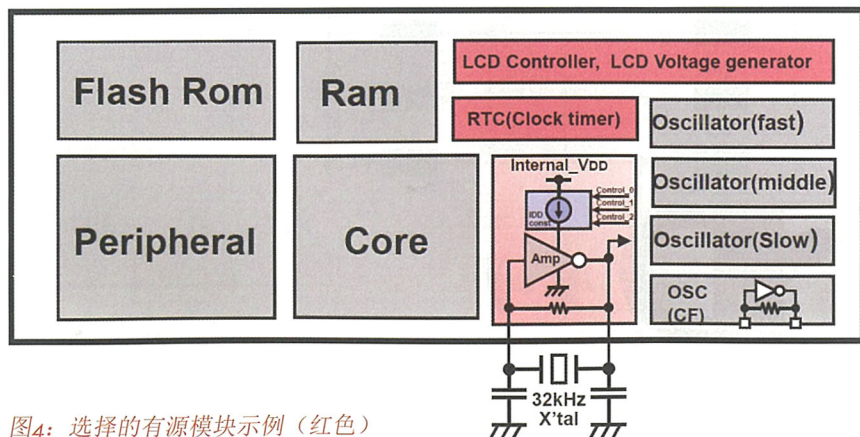 LCD Controller, LCD Voltage generator
Flash Rom
Ram
RTC(Clock timer)
Oscillator(fast)
Internal_VDD
Control_0
Control_1
Control_2
IDD
const
Oscillator(middle)
Peripheral
Core
Amp
Oscillator(Slow)
OSC
(CF)
32kHz
X'tal
图4：选择的有源模块示例（红色）